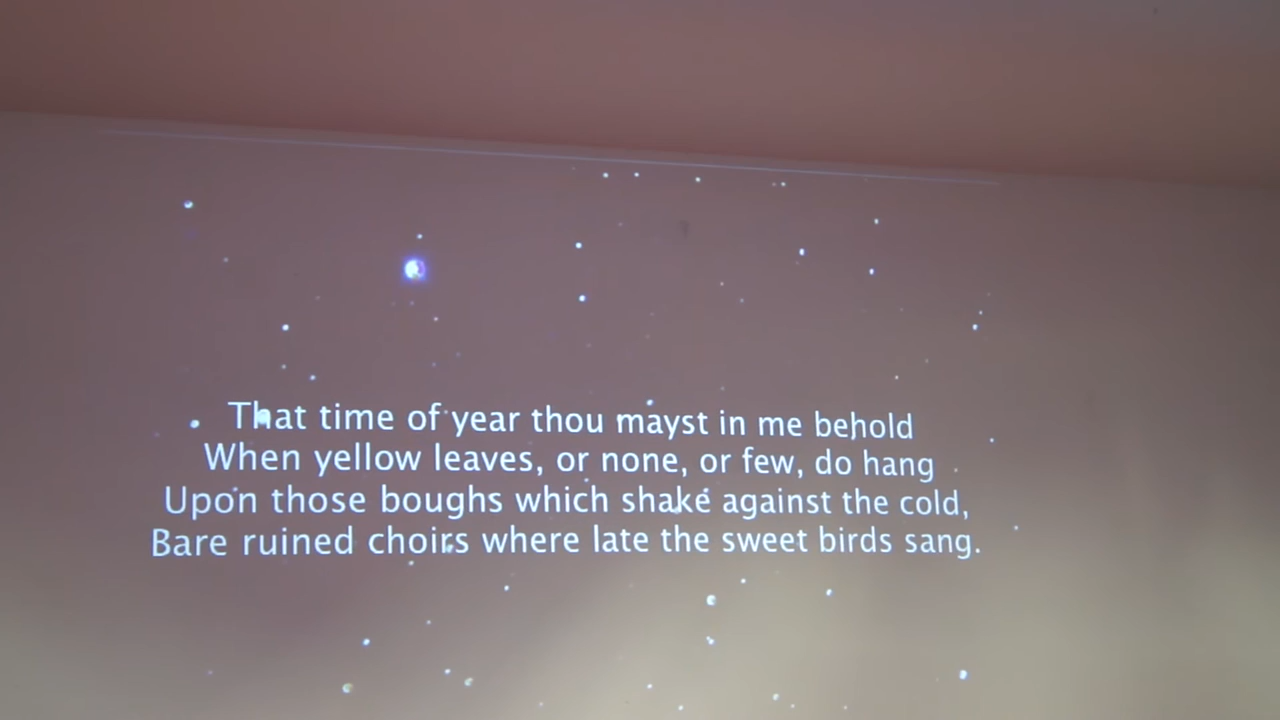 That time of year thou mayst in me behold
When yellow leaves, or none, or few, do hang
Upon those boughs which shake against the cold,
Bare ruined choirs where late the sweet birds sang.